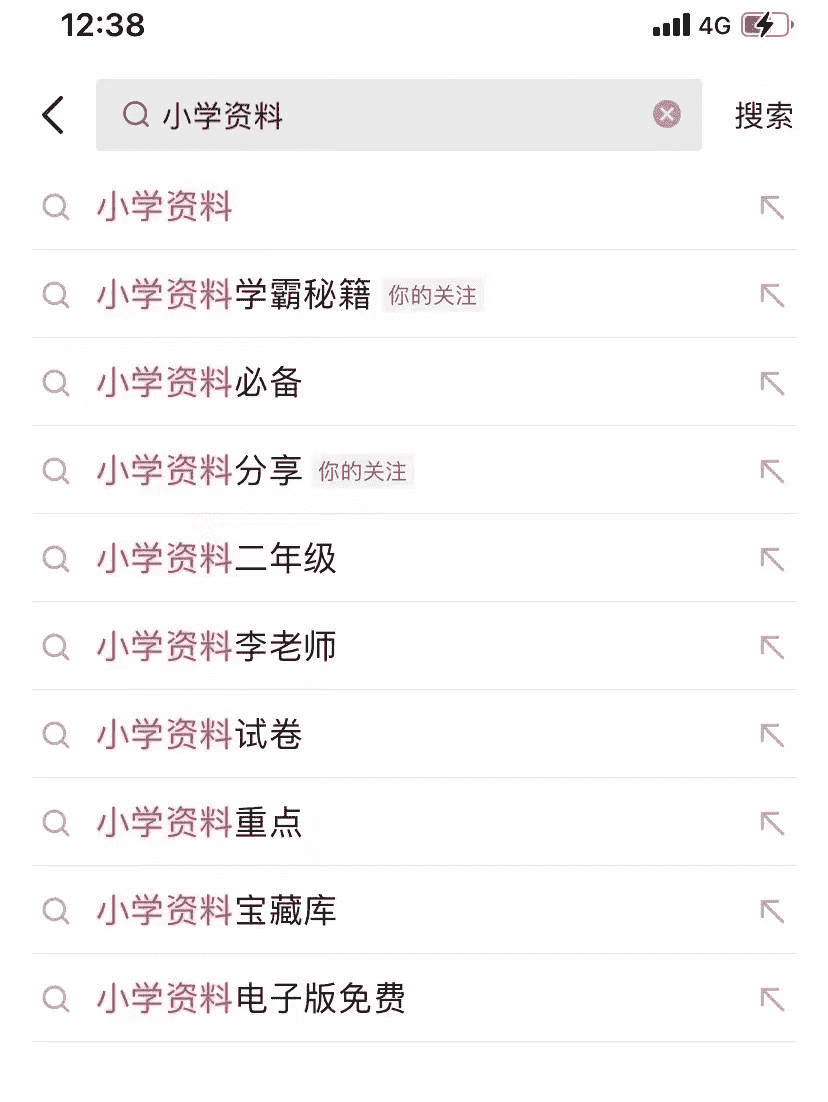 12:38 4G
小学资料 搜索
小学资料
小学资料学霸秘籍 你的关注
小学资料必备
小学资料分享 你的关注
小学资料二年级
小学资料李老师
小学资料试卷
小学资料重点
小学资料宝藏库
小学资料电子版免费